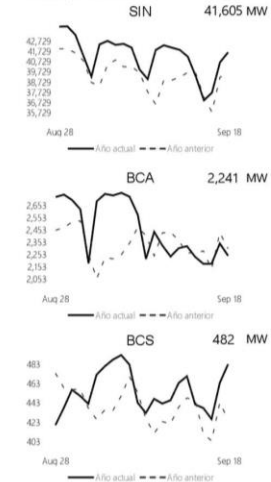 SIN 41,605 MW
42,729
41,729
40,729
39,729
38,729
37,729
36,729
35,729
Aug 28 Sep 18
Año actual Año anterior
BCA 2,241 MW
2,653
2,553
2,453
2,353
2,253
2,153
2,053
Aug 28 Sep 18
Año actual Año anterior
BCS 482 MW
483
463
443
423
403
Aug 28 Sep 18
Año actual Año anterior